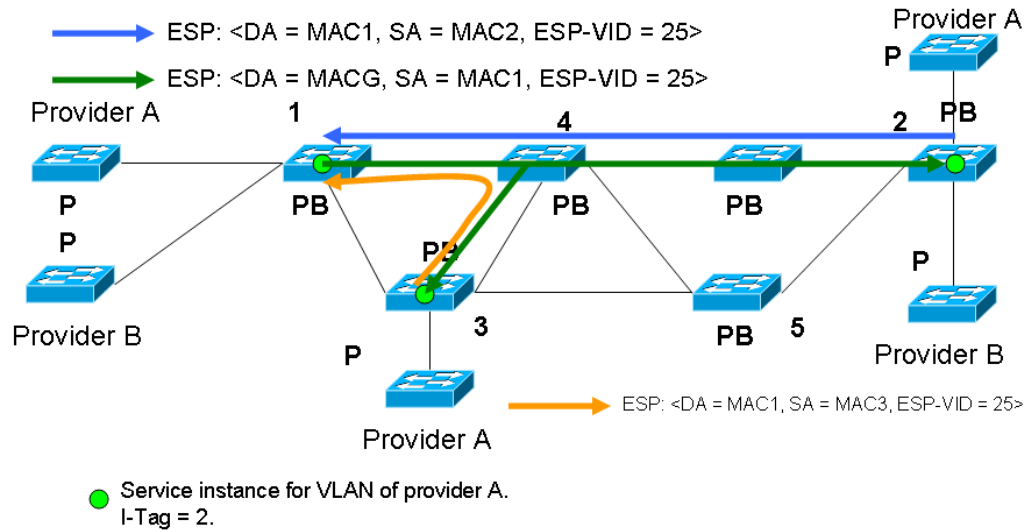 ESP: <DA = MAC1, SA = MAC2, ESP-VID = 25>
Provider A
P
ESP: <DA = MACG, SA = MAC1, ESP-VID = 25>
Provider A
1
4
2
PB
P
PB
PB
PB
P
PB
P
Provider B
3
PB
5
Provider B
P
ESP: <DA = MAC1, SA = MAC3, ESP-VID = 25>
Provider A
Service instance for VLAN of provider A.
I-Tag = 2.